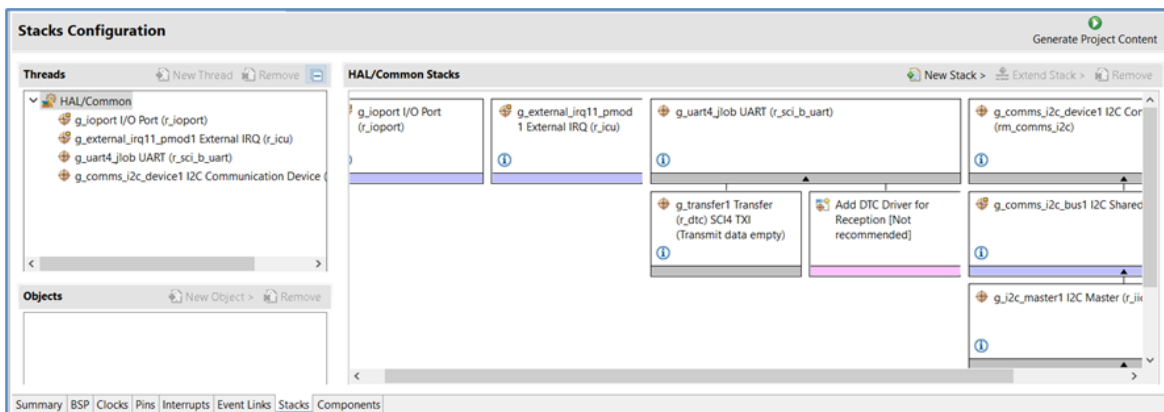 Stacks Configuration
Generate Project Content
Threads
New Thread
Remove
HAL/Common
g_ioport I/O Port (r_ioport)
g_external_irq11_pmod1 External IRQ (r_icu)
g_uart4_jlob UART (r_sci_b_uart)
g_comms_i2c_device1 I2C Communication Device (
Objects
New Object >
Remove
HAL/Common Stacks
New Stack >
Extend Stack >
Remove
g_ioport I/O Port
(r_ioport)
g_external_irq11_pmod
1 External IRQ (r_icu)
g_uart4_jlob UART (r_sci_b_uart)
g_comms_i2c_device1 I2C Cor
(rm_comms_i2c)
g_transfer1 Transfer
(r_dtc) SCI4 TXI
(Transmit data empty)
Add DTC Driver for
Reception [Not
recommended]
g_comms_i2c_bus1 I2C Shared
g_i2c_master1 I2C Master (r_iic
Summary
BSP
Clocks
Pins
Interrupts
Event Links
Stacks
Components